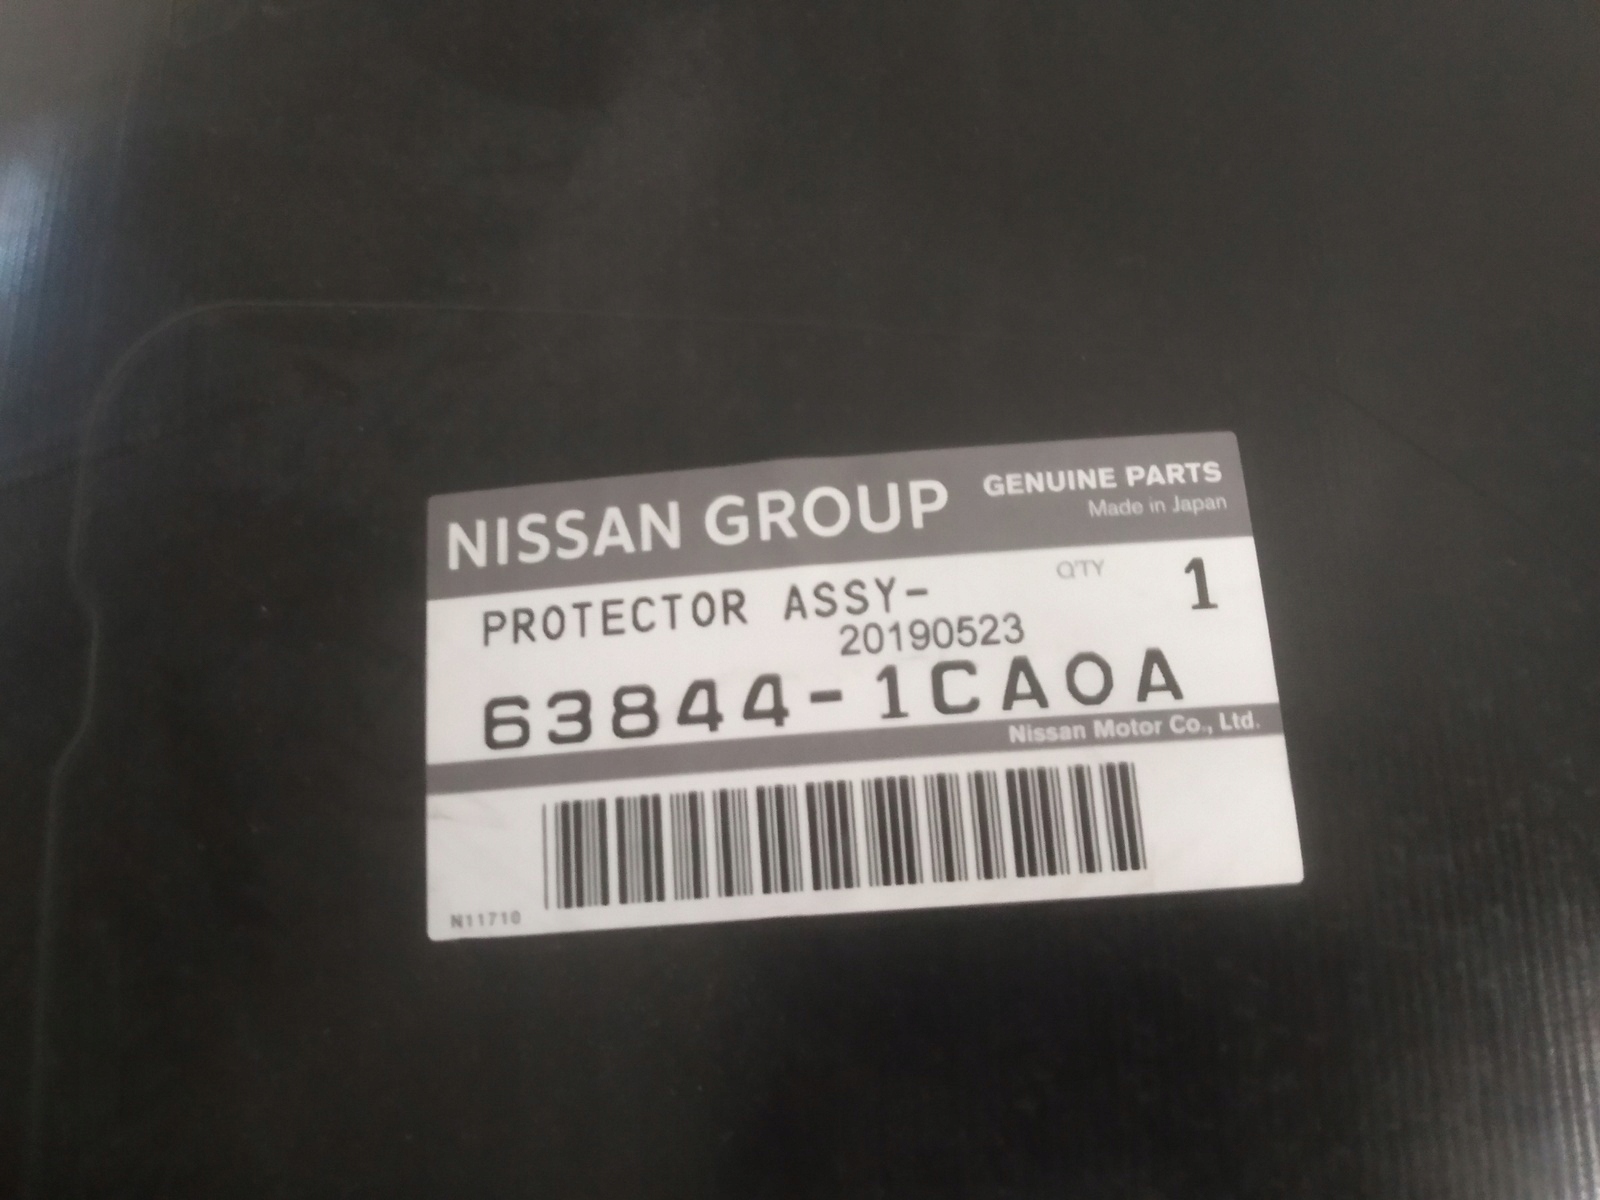 NISSAN GROUP GENUINE PARTS
Made in Japan
PROTECTOR ASSY- Q'TY 1
20190523
63844-1CA0A
Nissan Motor Co., Ltd.
N11710